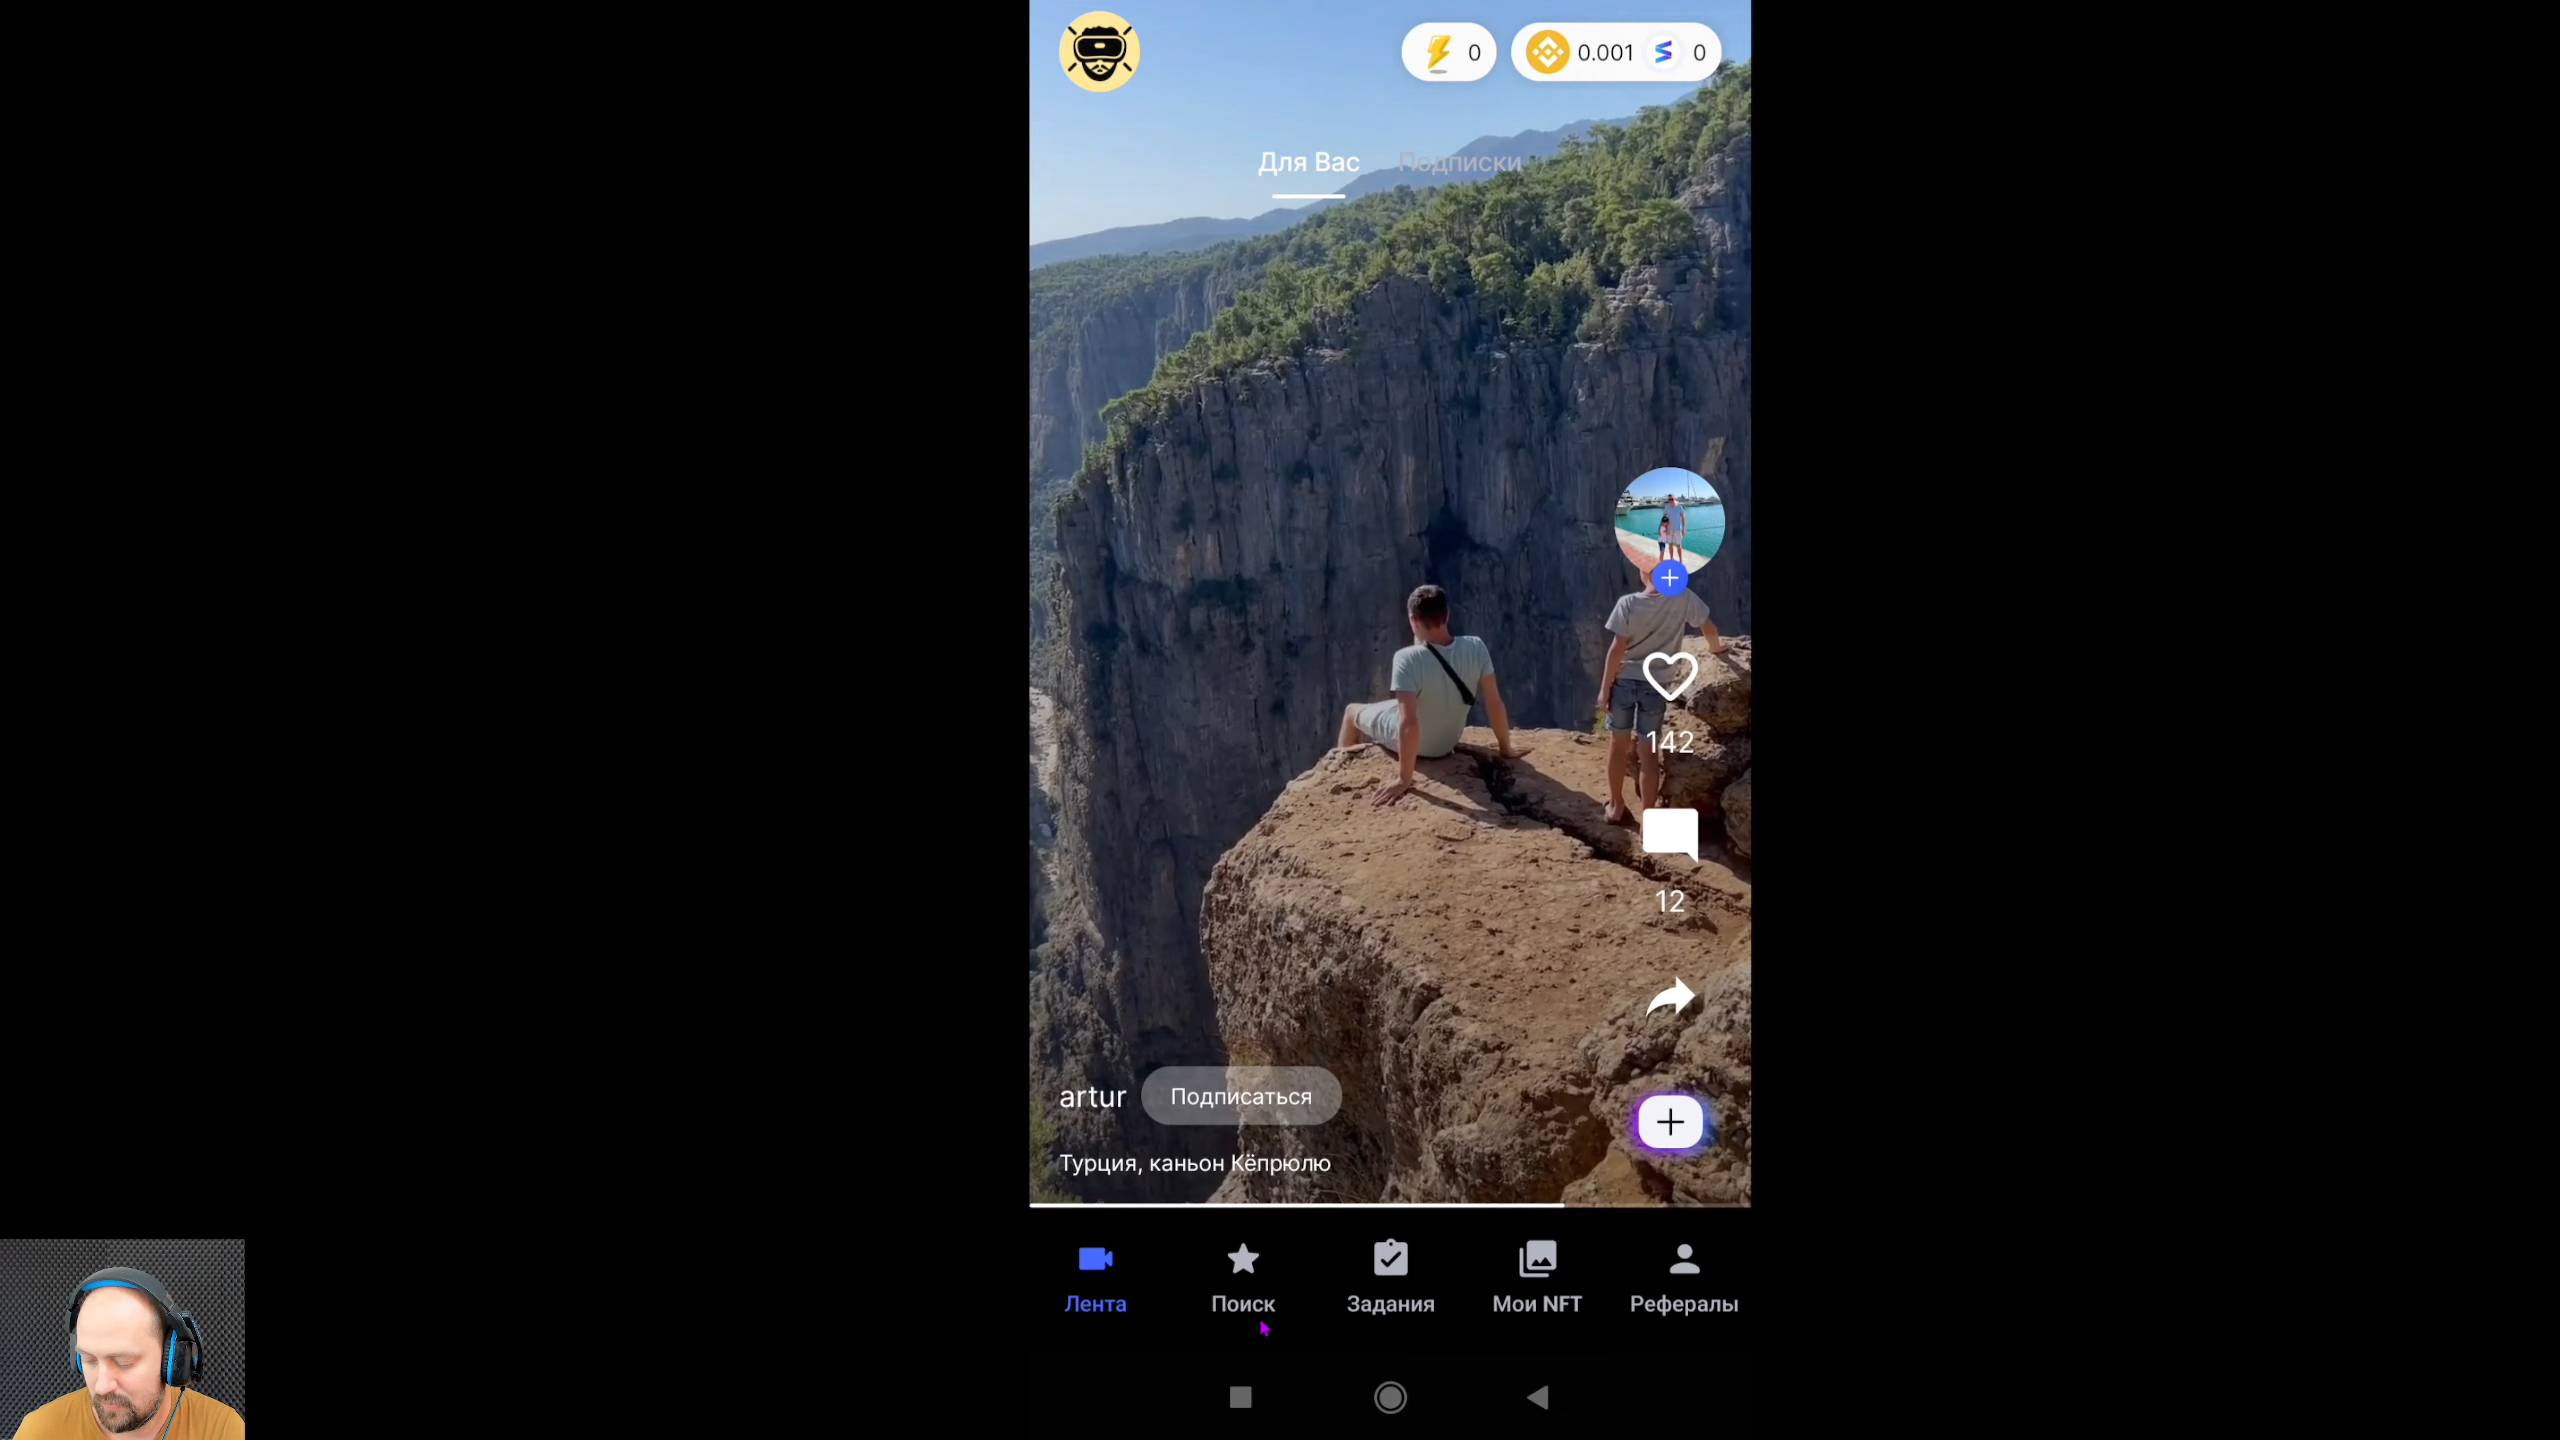 0
0.001
0
Для Вас
Подписки
142
12
artur
Подписаться
Турция, каньон Кёпрюлю
Лента
Поиск
Задания
Мои NFT
Рефералы